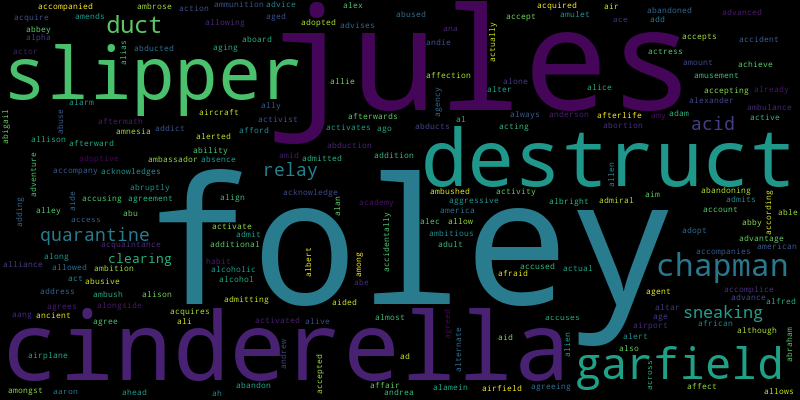 accompanied ambrose action ammunition advice alex abused acquired air abandoned advanced
acquire amends aged allowing adopted ana accept amulet ace add
abbey duct alias aging aboard advises andie actually jules accepts accident
alpha abducted actress amount achieve
actor slipper allie affection alone alice accepting already
alarm ally agency alter alexander amusement ambulance
abigail abuse aftermath aircraft activist afterwards always anderson afterlife amy adam active
amnesia addict alerted afford activates ago al acting abortion acid
allison afterward ability abducts
adoptive ambassador absence abduction addition destruct
adventure accompany acknowledges amid admitted relay allen
abruptly aide align acknowledge academy ambushed activity aim abandoning admits able
adding accusing agreement alan aggressive albright admiral account according
alley abu activate foley alec allow america abby advantage
access admit among accidentally ambitious adopt
quarantine acquaintance additional albert adult accompanies american
along clearing habit afraid accused actual chapman
alliance allowed ambition alcoholic abe
act abusive alcohol agent accomplice
address ambush alison admitting aided altar advance alfred
agrees alongside acquires almost accuses age sneaking
aang ancient agree ali activated alive agreed airport african although
cinderella alternate aid alien alert abraham
airplane andrew ad also garfield
amongst aaron ahead abandon accepted affair alamein airfield agreeing across affect allows
ah andrea